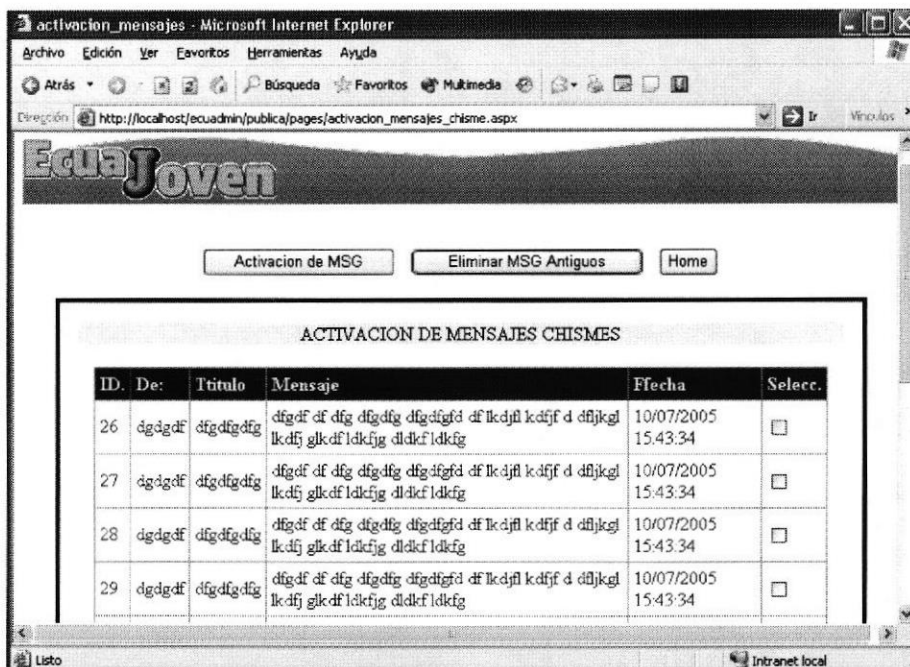 activacion_mensajes - Microsoft Internet Explorer
Archivo Edición Ver Favoritos Herramientas Ayuda
Atrás Búsqueda Favoritos Multimedia
Dirección http://localhost/ecuadmin/publica/pages/activacion_mensajes_chisme.aspx Ir Vínculos
EcuaJoven
Activacion de MSG Eliminar MSG Antiguos Home
ACTIVACION DE MENSAJES CHISMES
ID. De: Ttitulo Mensaje Ffecha Selecc.
26 dgdgdf dfgdfgdfg dfgdf df dfg dfgdfg dfgdfgfd df lkdjfl kdfjf d dfljkgl 10/07/2005
lkdfj glkdf ldkfjg dldkf ldkfg 15:43:34
27 dgdgdf dfgdfgdfg dfgdf df dfg dfgdfg dfgdfgfd df lkdjfl kdfjf d dfljkgl 10/07/2005
lkdfj glkdf ldkfjg dldkf ldkfg 15:43:34
28 dgdgdf dfgdfgdfg dfgdf df dfg dfgdfg dfgdfgfd df lkdjfl kdfjf d dfljkgl 10/07/2005
lkdfj glkdf ldkfjg dldkf ldkfg 15:43:34
29 dgdgdf dfgdfgdfg dfgdf df dfg dfgdfg dfgdfgfd df lkdjfl kdfjf d dfljkgl 10/07/2005
lkdfj glkdf ldkfjg dldkf ldkfg 15:43:34
Listo Intranet local